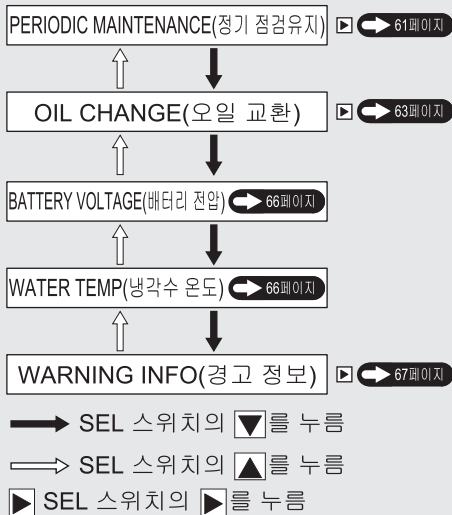 PERIODIC MAINTENANCE(정기 점검유지) ▶ ⇨ 61페이지
OIL CHANGE(오일 교환) ▶ ⇨ 63페이지
BATTERY VOLTAGE(배터리 전압) ⇨ 66페이지
WATER TEMP(냉각수 온도) ⇨ 66페이지
WARNING INFO(경고 정보) ▶ ⇨ 67페이지
SEL 스위치의 ▼를 누름
SEL 스위치의 ▲를 누름
▶ SEL 스위치의 ▶를 누름